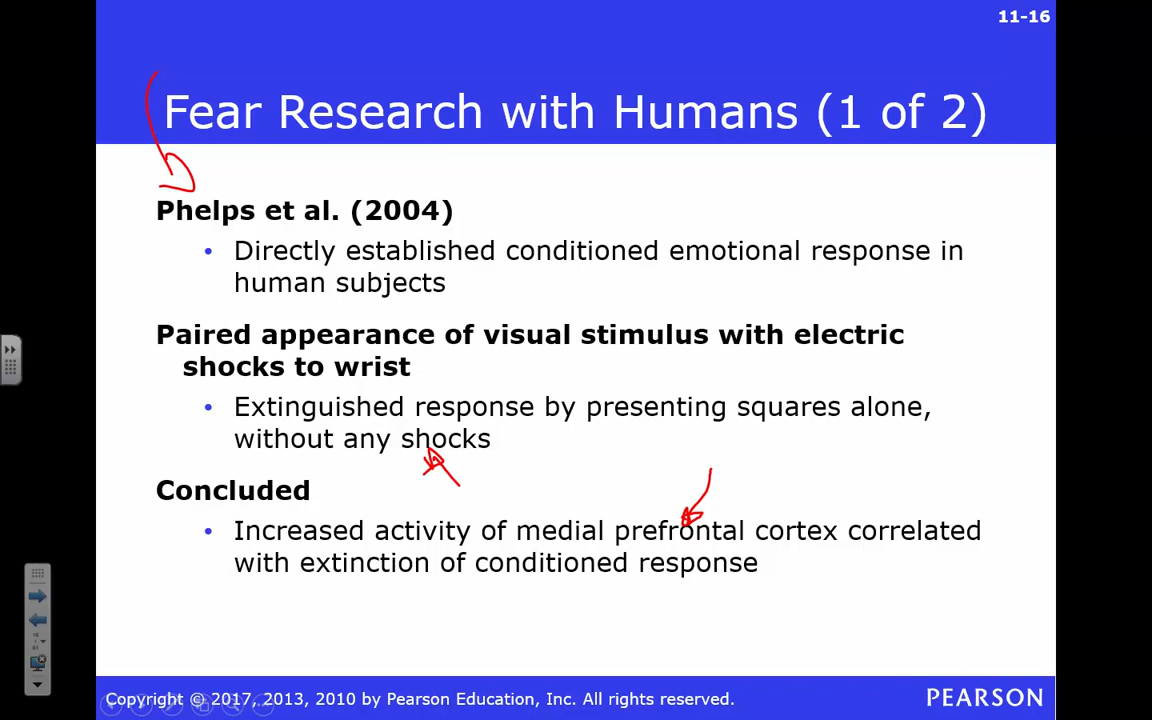 11-16
Fear Research with Humans (1 of 2)
Phelps et al. (2004)
• Directly established conditioned emotional response in
human subjects
Paired appearance of visual stimulus with electric
shocks to wrist
• Extinguished response by presenting squares alone,
without any shocks
Concluded
• Increased activity of medial prefrontal cortex correlated
with extinction of conditioned response
Copyright © 2017, 2013, 2010 by Pearson Education, Inc. All rights reserved.
PEARSON